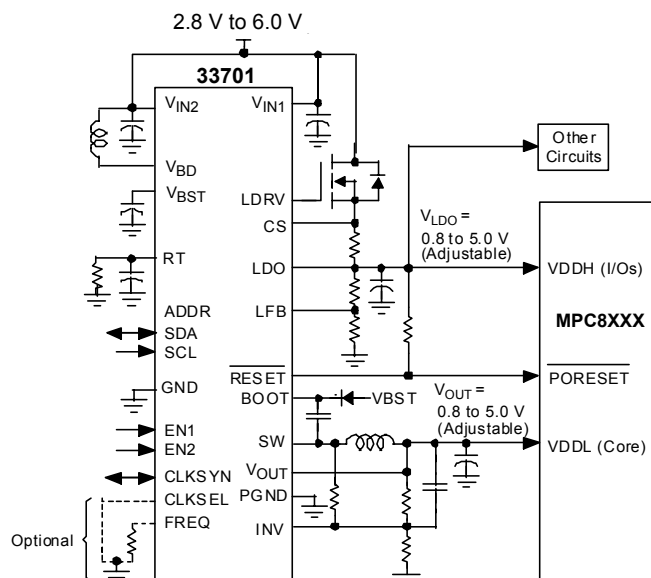 2.8 V to 6.0 V
33701
VIN2
VIN1
VBD
VBST
LDRV
CS
RT
LDO
ADDR
LFB
SDA
SCL
RESET
GND
BOOT
VBST
EN1
SW
EN2
VOUT
CLKSYN
PGND
CLKSEL
FREQ
INV
Optional
Other
Circuits
VLDO =
0.8 to 5.0 V
(Adjustable)
VDDH (I/Os)
MPC8XXX
PORESET
VOUT =
0.8 to 5.0 V
(Adjustable)
VDDL (Core)